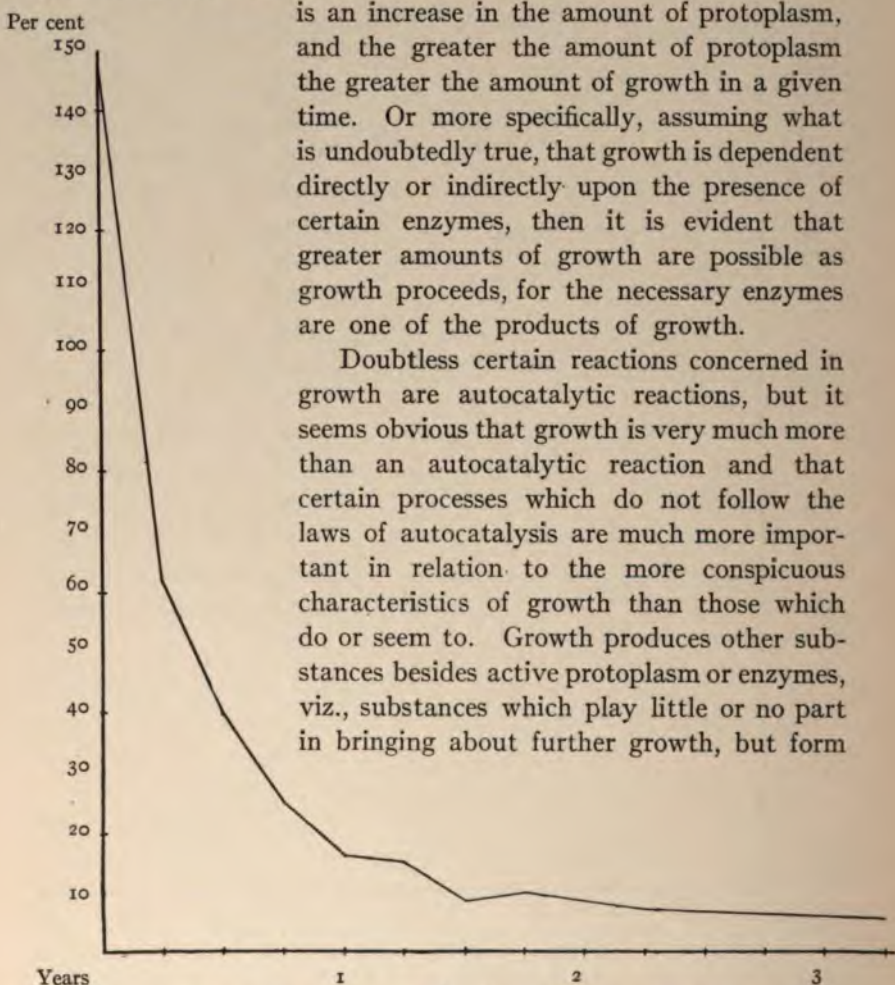 is an increase in the amount of protoplasm,
and the greater the amount of protoplasm
the greater the amount of growth in a given
time. Or more specifically, assuming what
is undoubtedly true, that growth is dependent
directly or indirectly upon the presence of
certain enzymes, then it is evident that
greater amounts of growth are possible as
growth proceeds, for the necessary enzymes
are one of the products of growth.
Doubtless certain reactions concerned in
growth are autocatalytic reactions, but it
seems obvious that growth is very much more
than an autocatalytic reaction and that
certain processes which do not follow the
laws of autocatalysis are much more impor-
tant in relation to the more conspicuous
characteristics of growth than those which
do or seem to. Growth produces other sub-
stances besides active protoplasm or enzymes,
viz., substances which play little or no part
in bringing about further growth, but form
Per cent
150
140
130
120
110
100
90
80
70
60
50
40
30
20
10
Years 1 2 3